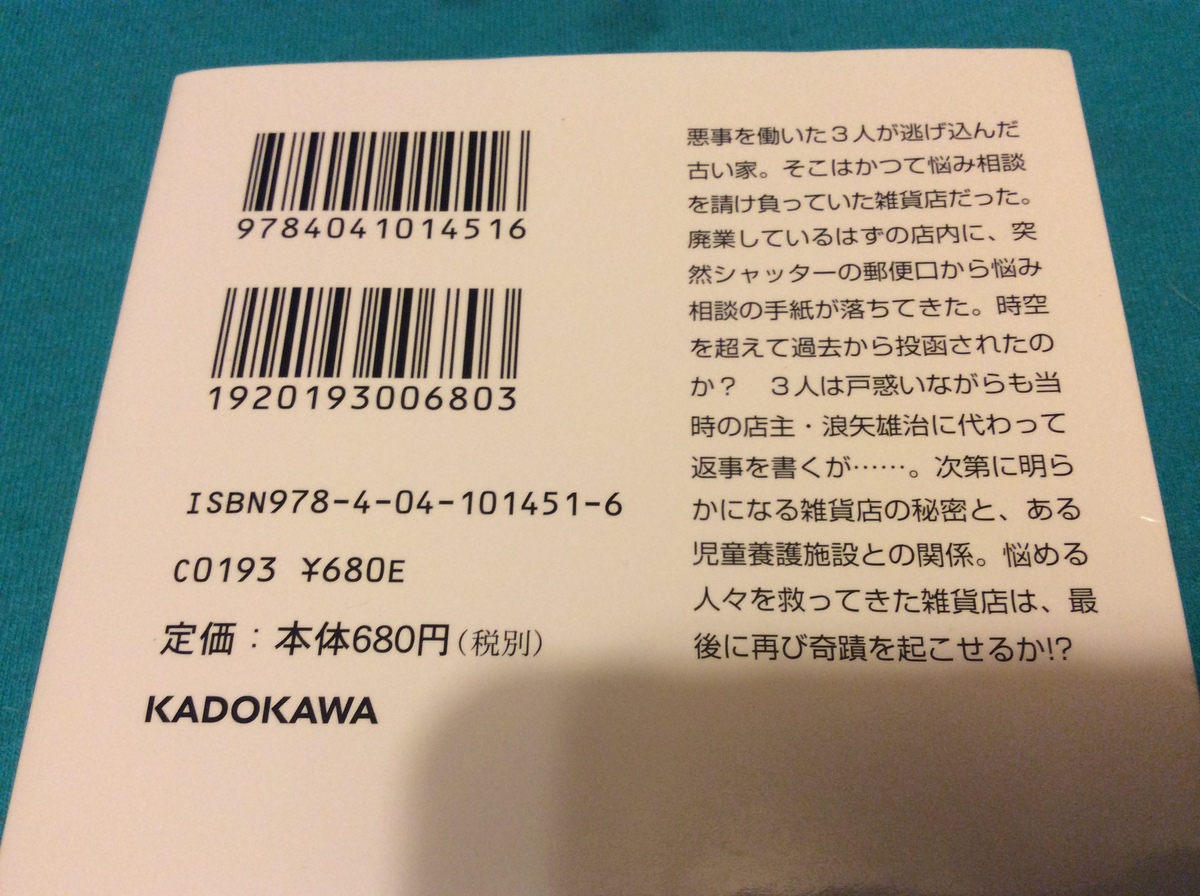 9784041014516
1920193006803
ISBN978-4-04-101451-6
C0193 ¥680E
定価：本体680円（税別）
KADOKAWA
悪事を働いた３人が逃げ込んだ
古い家。そこはかつて悩み相談
を請け負っていた雑貨店だった。
廃業しているはずの店内に、突
然シャッターの郵便口から悩み
相談の手紙が落ちてきた。時空
を超えて過去から投函されたの
か？　３人は戸惑いながらも当
時の店主・浪矢雄治に代わって
返事を書くが……。次第に明ら
かになる雑貨店の秘密と、ある
児童養護施設との関係。悩める
人々を救ってきた雑貨店は、最
後に再び奇蹟を起こせるか!?